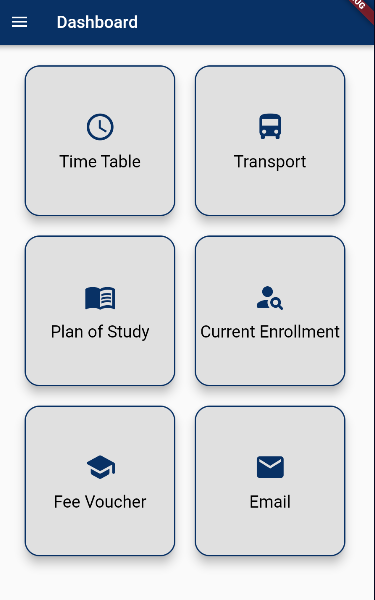 Dashboard
Time Table
Transport
Plan of Study
Current Enrollment
Fee Voucher
Email